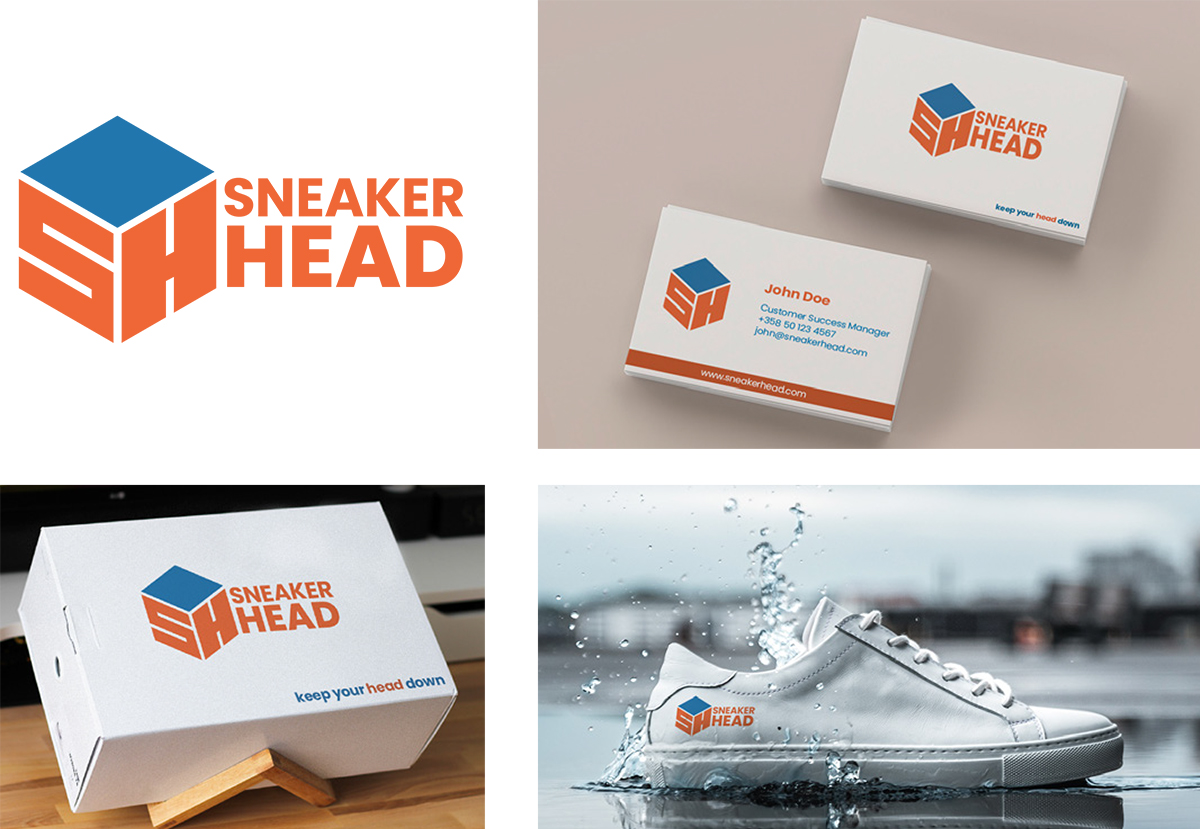 SH
SNEAKER
HEAD
SH
SNEAKER
HEAD
keep your head down
SH
John Doe
Customer Success Manager
+358 50 123 4567
john@sneakerhead.com
www.sneakerhead.com
SH
SNEAKER
HEAD
keep your head down
SH
SNEAKER
HEAD